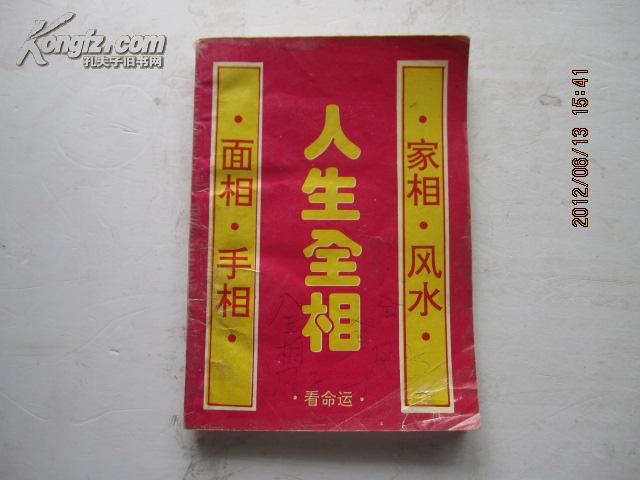 Kongfz.com
孔夫子旧书网
2012/06/13 15:41
·家相·风水·
人生全相
·面相·手相·
·看命运·